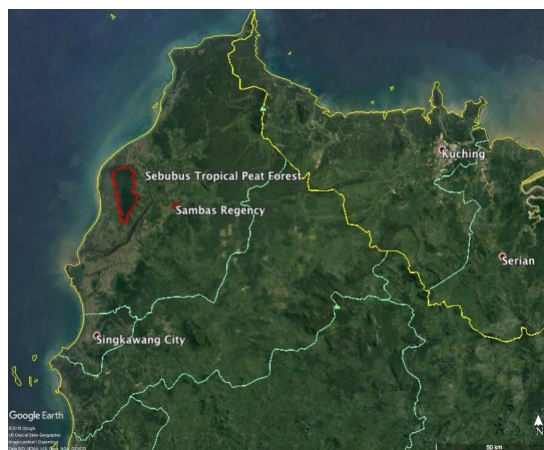 Kuching
Sebubus Tropical Peat Forest
Sambas Regency
Serian
Singkawang City
Google Earth
N
50 km